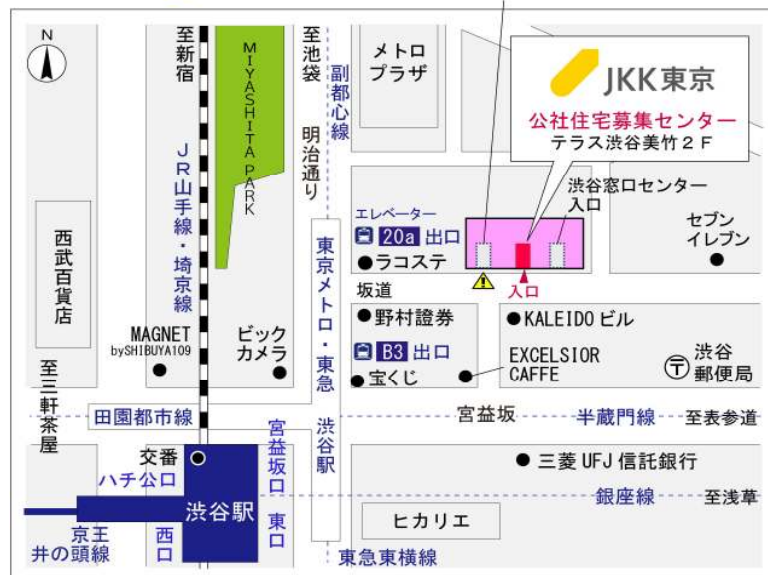 N
至新宿
MIYASHITA PARK
至池袋
明治通り
副都心線
メトロ
プラザ
JKK東京
公社住宅募集センター
テラス渋谷美竹2F
JR山手線・埼京線
渋谷窓口センター
入口
エレベーター
20a 出口
ラコステ
セブン
イレブン
入口
西武百貨店
東京メトロ・東急
渋谷駅
坂道
野村證券
KALEIDO ビル
MAGNET
bySHIBUYA109
ビック
カメラ
B3 出口
EXCELSIOR
CAFFE
宝くじ
〒
渋谷
郵便局
至三軒茶屋
田園都市線
宮益坂
半蔵門線
至表参道
交番
ハチ公口
宮益坂口
三菱 UFJ 信託銀行
渋谷駅
銀座線
至浅草
京王
井の頭線
西口
東口
ヒカリエ
東急東横線